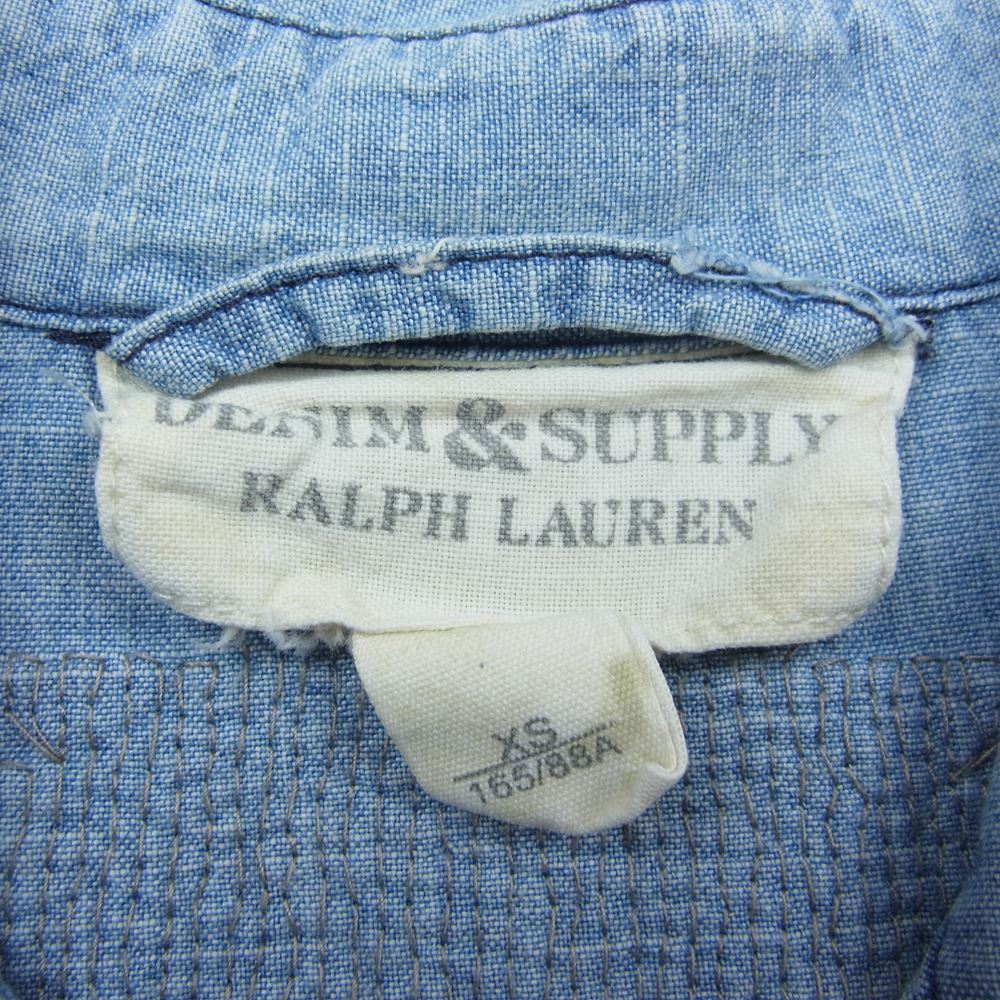 DENIM & SUPPLY
RALPH LAUREN
XS
165/88A